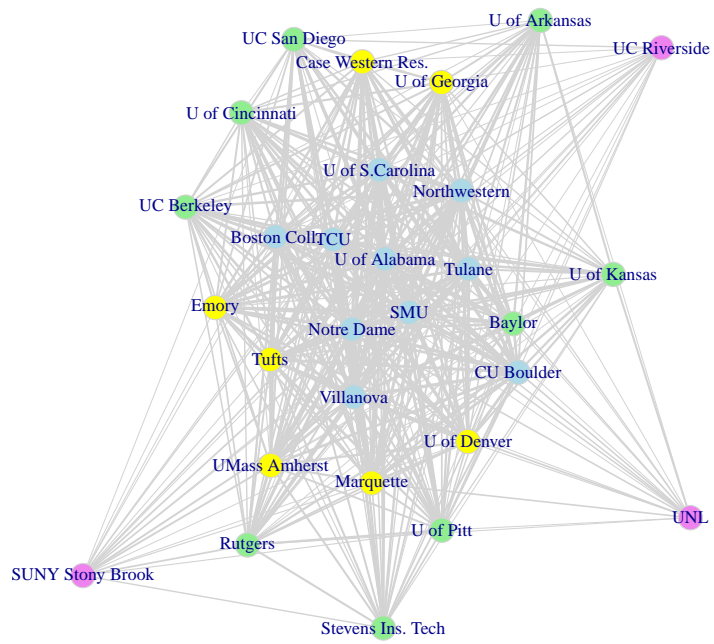 U of Arkansas
UC San Diego
UC Riverside
Case Western Res.
U of Georgia
U of Cincinnati
U of S.Carolina
Northwestern
UC Berkeley
Boston Coll.
TCU
U of Alabama
Tulane
U of Kansas
Emory
SMU
Baylor
Notre Dame
Tufts
CU Boulder
Villanova
U of Denver
UMass Amherst
Marquette
UNL
U of Pitt
Rutgers
SUNY Stony Brook
Stevens Ins. Tech